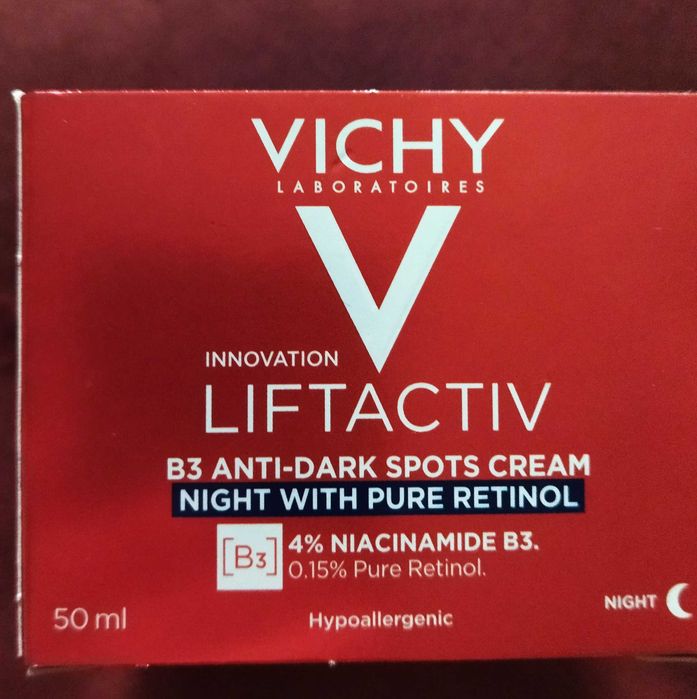 VICHY
LABORATOIRES
V
INNOVATION
LIFTACTIV
B3 ANTI-DARK SPOTS CREAM
NIGHT WITH PURE RETINOL
[B3]
4% NIACINAMIDE B3.
0.15% Pure Retinol.
50 ml
Hypoallergenic
NIGHT